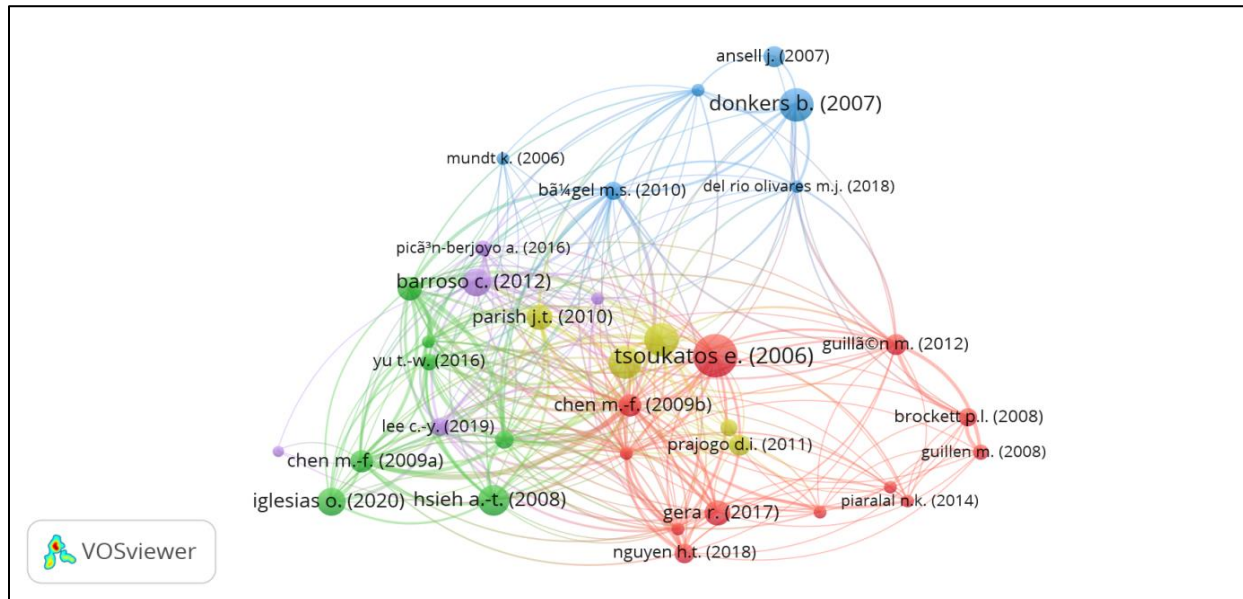 ansell j. (2007)
donkers b. (2007)
mundt k. (2006)
bã¼gel m.s. (2010)
del rio olivares m.j. (2018)
picã³n-berjoyo a. (2016)
barroso c. (2012)
parish j.t. (2010)
tsoukatos e. (2006)
guillã©n m. (2012)
yu t.-w. (2016)
chen m.-f. (2009b)
brockett p.l. (2008)
lee c.-y. (2019)
prajogo d.i. (2011)
guillen m. (2008)
chen m.-f. (2009a)
iglesias o. (2020)
hsieh a.-t. (2008)
gera r. (2017)
piaralal n.k. (2014)
nguyen h.t. (2018)
VOSviewer